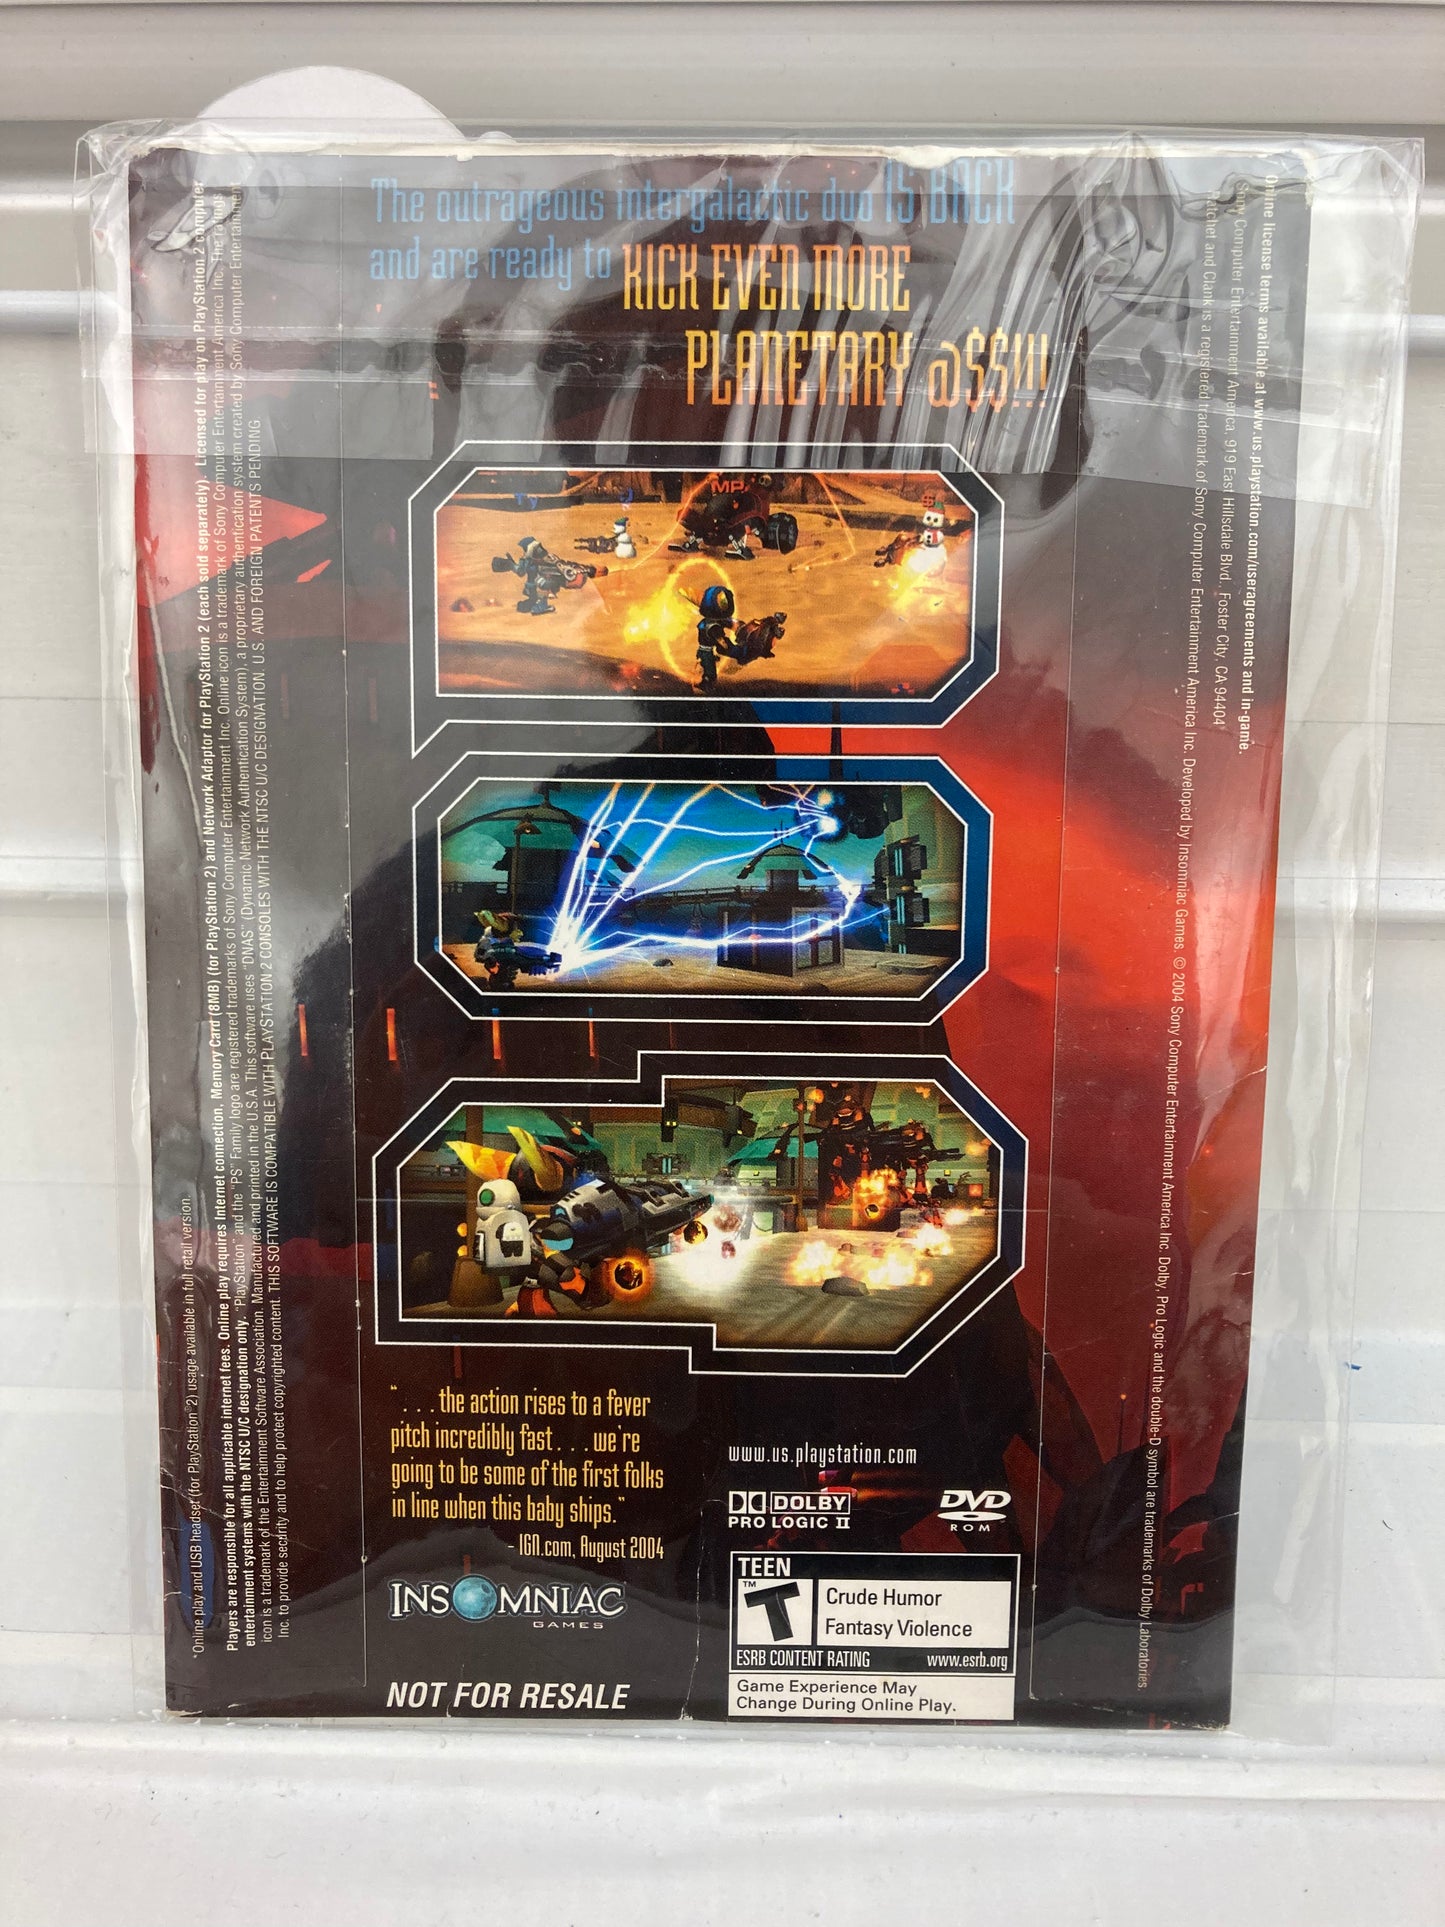 The outrageous intergalactic duo IS BACK
and are ready to KICK EVEN MORE
PLANETARY @$$!!!
MP
". . . the action rises to a fever
pitch incredibly fast. . . we're
going to be some of the first folks
in line when this baby ships."
- IGN.com, August 2004
INSOMNIAC
GAMES
NOT FOR RESALE
www.us.playstation.com
DOLBY
PRO LOGIC II
DVD
ROM
TEEN
T™
Crude Humor
Fantasy Violence
ESRB CONTENT RATING www.esrb.org
Game Experience May
Change During Online Play.
*Online play and USB headset (for PlayStation®2) usage available in full retail version.
Players are responsible for all applicable internet fees. Online play requires Internet connection, Memory Card (8MB) (for PlayStation 2) and Network Adaptor for PlayStation 2 (each sold separately). Licensed for play on PlayStation 2 computer
entertainment systems with the NTSC U/C designation only. "PlayStation" and the "PS" Family logo are registered trademarks of Sony Computer Entertainment Inc. Online icon is a trademark of Sony Computer Entertainment America Inc. The ratings
icon is a trademark of the Entertainment Software Association. Manufactured and printed in the U.S.A. This software uses "DNAS" (Dynamic Network Authentication System), a proprietary authentication system created by Sony Computer Entertainment
Inc. to provide security and to help protect copyrighted content. THIS SOFTWARE IS COMPATIBLE WITH PLAYSTATION 2 CONSOLES WITH THE NTSC U/C DESIGNATION. U.S. AND FOREIGN PATENTS PENDING
Online license terms available at www.us.playstation.com/useragreements and in-game.
Sony Computer Entertainment America, 919 East Hillsdale Blvd., Foster City, CA 94404
Ratchet and Clank is a registered trademark of Sony Computer Entertainment America Inc. Developed by Insomniac Games © 2004 Sony Computer Entertainment America Inc. Dolby, Pro Logic and the double-D symbol are trademarks of Dolby Laboratories.